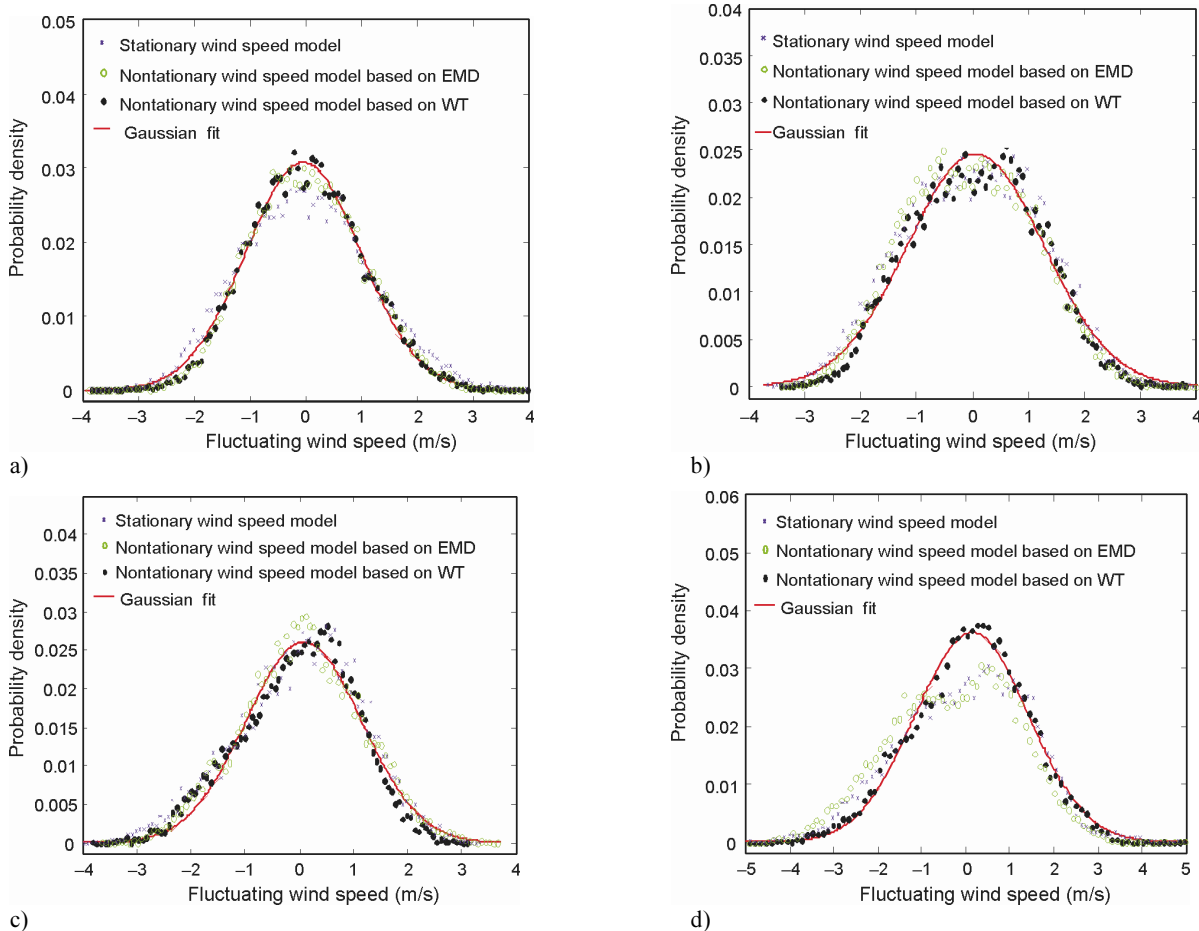 0.05
Stationary wind speed model
Nontationary wind speed model based on EMD
Nontationary wind speed model based on WT
Gaussian fit
0.04
0.03
0.02
0.01
0
Probability density
–4 –3 –2 –1 0 1 2 3 4
Fluctuating wind speed (m/s)
a)
0.04
Stationary wind speed model
Nontationary wind speed model based on EMD
Nontationary wind speed model based on WT
Gaussian fit
0.035
0.03
0.025
0.02
0.015
0.01
0.005
0
Probability density
–4 –3 –2 –1 0 1 2 3 4
Fluctuating wind speed (m/s)
b)
Stationary wind speed model
Nontationary wind speed model based on EMD
Nontationary wind speed model based on WT
Gaussian fit
0.04
0.035
0.03
0.025
0.02
0.015
0.01
0.005
0
Probability density
–4 –3 –2 –1 0 1 2 3 4
Fluctuating wind speed (m/s)
c)
0.06
Stationary wind speed model
Nontationary wind speed model based on EMD
Nontationary wind speed model based on WT
Gaussian fit
0.05
0.04
0.03
0.02
0.01
0
Probability density
–5 –4 –3 –2 –1 0 1 2 3 4 5
Fluctuating wind speed (m/s)
d)